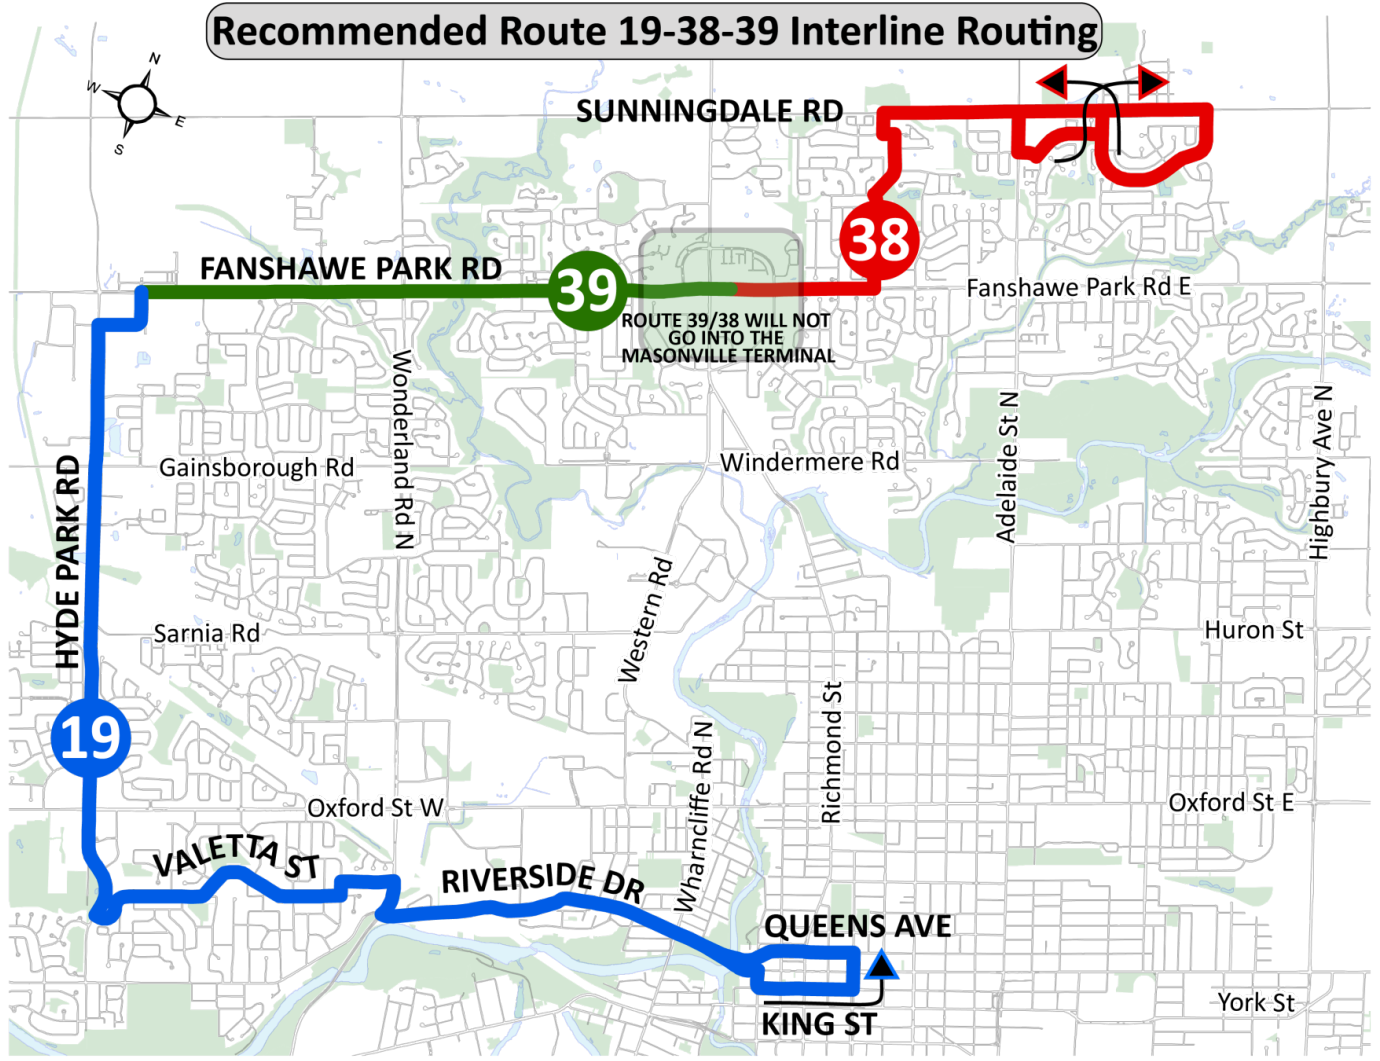 Recommended Route 19-38-39 Interline Routing
N
W
E
S
SUNNINGDALE RD
38
FANSHAWE PARK RD
39
Fanshawe Park Rd E
ROUTE 39/38 WILL NOT
GO INTO THE
MASONVILLE TERMINAL
Wonderland Rd N
Adelaide St N
Highbury Ave N
Gainsborough Rd
Windermere Rd
HYDE PARK RD
Western Rd
Sarnia Rd
Huron St
19
Wharncliffe Rd N
Richmond St
Oxford St W
Oxford St E
VALETTA ST
RIVERSIDE DR
QUEENS AVE
York St
KING ST